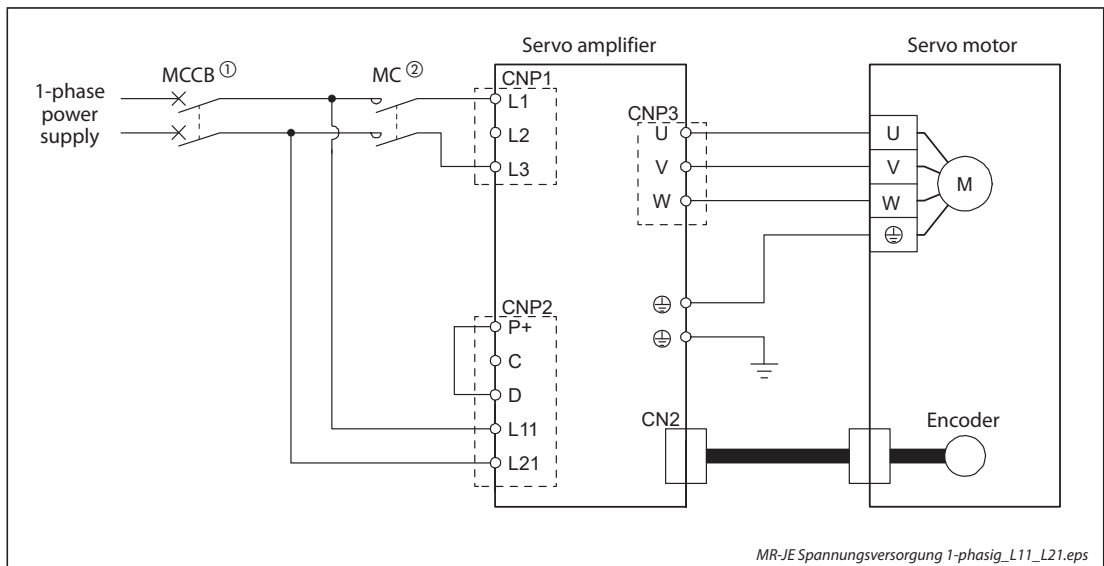 Servo amplifier
Servo motor
MCCB ①
MC ②
CNP1
1-phase
power
supply
L1
L2
L3
CNP3
U
V
W
U
V
W
M
CNP2
P+
C
D
L11
L21
CN2
Encoder
MR-JE Spannungsversorgung 1-phasig_L11_L21.eps